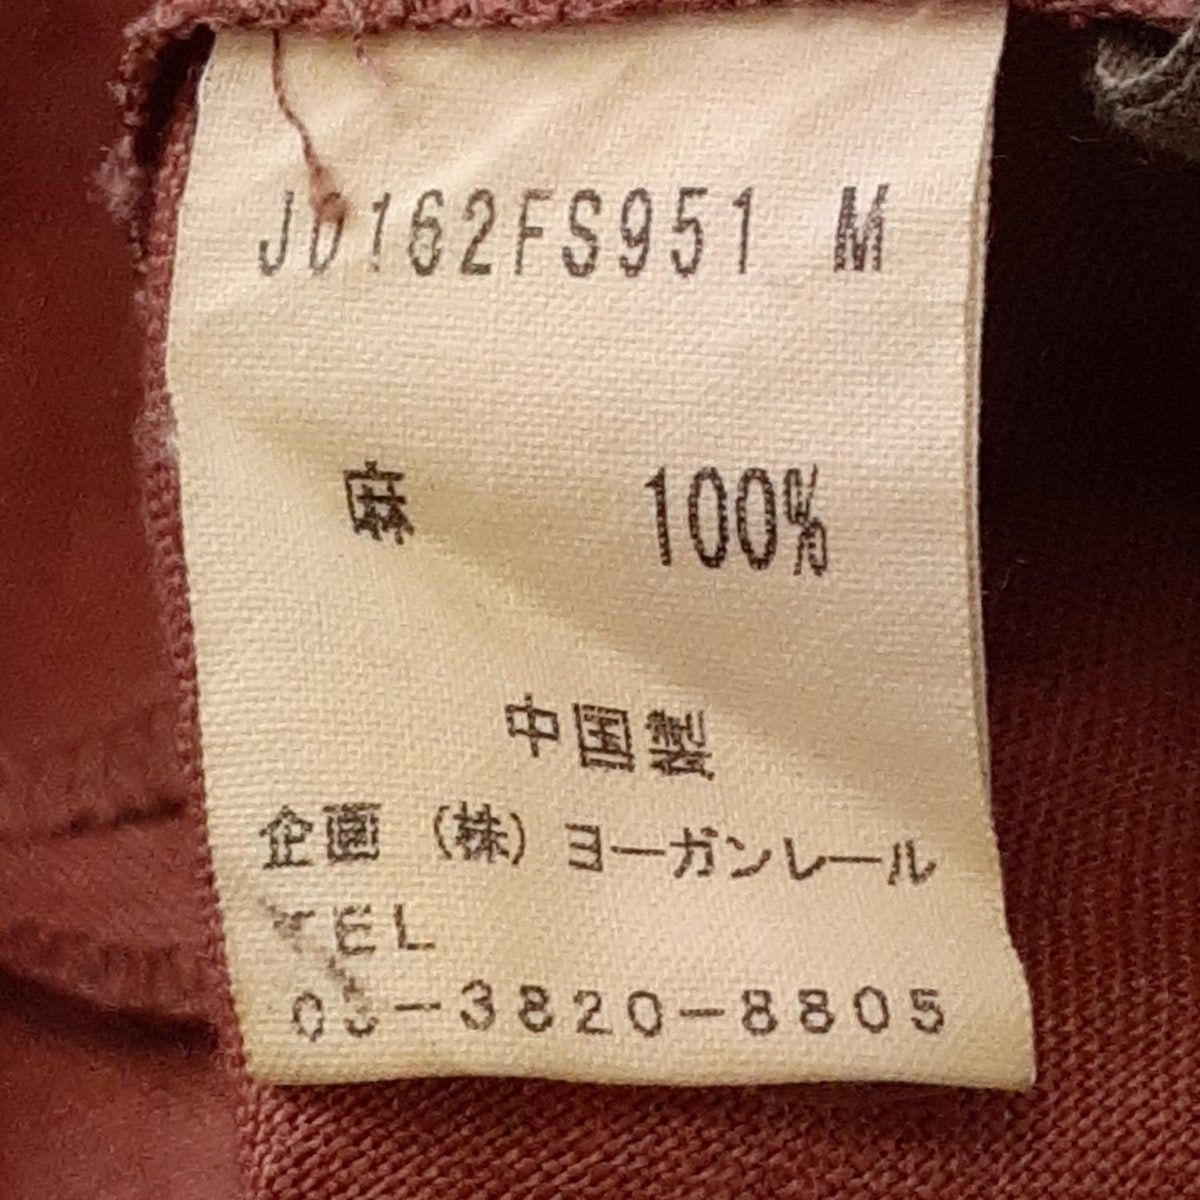 J0162FS951 M
麻 100%
中国製
企画 (株) ヨーガンレール
TEL
03-3820-8805